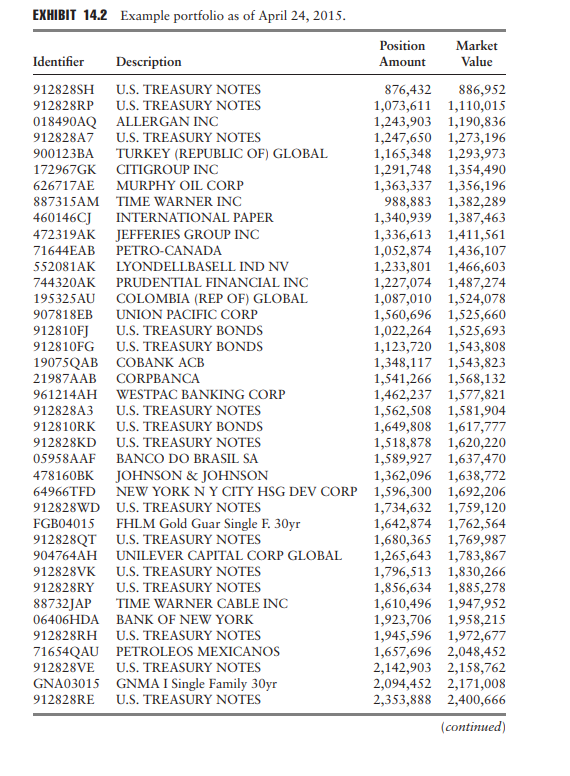 EXHIBIT 14.2 Example portfolio as of April 24, 2015.
Position Market
Identifier Description Amount Value
912828SH U.S. TREASURY NOTES 876,432 886,952
912828RP U.S. TREASURY NOTES 1,073,611 1,110,015
018490AQ ALLERGAN INC 1,243,903 1,190,836
912828A7 U.S. TREASURY NOTES 1,247,650 1,273,196
900123BA TURKEY (REPUBLIC OF) GLOBAL 1,165,348 1,293,973
172967GK CITIGROUP INC 1,291,748 1,354,490
626717AE MURPHY OIL CORP 1,363,337 1,356,196
887315AM TIME WARNER INC 988,883 1,382,289
460146CJ INTERNATIONAL PAPER 1,340,939 1,387,463
472319AK JEFFERIES GROUP INC 1,336,613 1,411,561
71644EAB PETRO-CANADA 1,052,874 1,436,107
552081AK LYONDELLBASELL IND NV 1,233,801 1,466,603
744320AK PRUDENTIAL FINANCIAL INC 1,227,074 1,487,274
195325AU COLOMBIA (REP OF) GLOBAL 1,087,010 1,524,078
907818EB UNION PACIFIC CORP 1,560,696 1,525,660
912810FJ U.S. TREASURY BONDS 1,022,264 1,525,693
912810FG U.S. TREASURY BONDS 1,123,720 1,543,808
19075QAB COBANK ACB 1,348,117 1,543,823
21987AAB CORPBANCA 1,541,266 1,568,132
961214AH WESTPAC BANKING CORP 1,462,237 1,577,821
912828A3 U.S. TREASURY NOTES 1,562,508 1,581,904
912810RK U.S. TREASURY BONDS 1,649,808 1,617,777
912828KD U.S. TREASURY NOTES 1,518,878 1,620,220
05958AAF BANCO DO BRASIL SA 1,589,927 1,637,470
478160BK JOHNSON & JOHNSON 1,362,096 1,638,772
64966TFD NEW YORK N Y CITY HSG DEV CORP 1,596,300 1,692,206
912828WD U.S. TREASURY NOTES 1,734,632 1,759,120
FGB04015 FHLM Gold Guar Single F. 30yr 1,642,874 1,762,564
912828QT U.S. TREASURY NOTES 1,680,365 1,769,987
904764AH UNILEVER CAPITAL CORP GLOBAL 1,265,643 1,783,867
912828VK U.S. TREASURY NOTES 1,796,513 1,830,266
912828RY U.S. TREASURY NOTES 1,856,634 1,885,278
88732JAP TIME WARNER CABLE INC 1,610,496 1,947,952
06406HDA BANK OF NEW YORK 1,923,706 1,958,215
912828RH U.S. TREASURY NOTES 1,945,596 1,972,677
71654QAU PETROLEOS MEXICANOS 1,657,696 2,048,452
912828VE U.S. TREASURY NOTES 2,142,903 2,158,762
GNA03015 GNMA I Single Family 30yr 2,094,452 2,171,008
912828RE U.S. TREASURY NOTES 2,353,888 2,400,666
(continued)